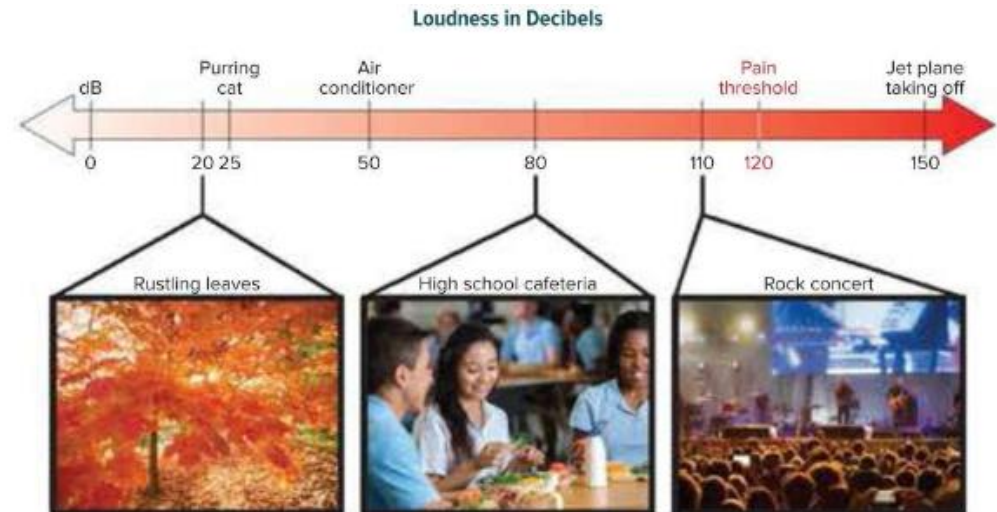 Loudness in Decibels
dB
Purring
cat
Air
conditioner
Pain
threshold
Jet plane
taking off
0
20
25
50
80
110
120
150
Rustling leaves
High school cafeteria
Rock concert